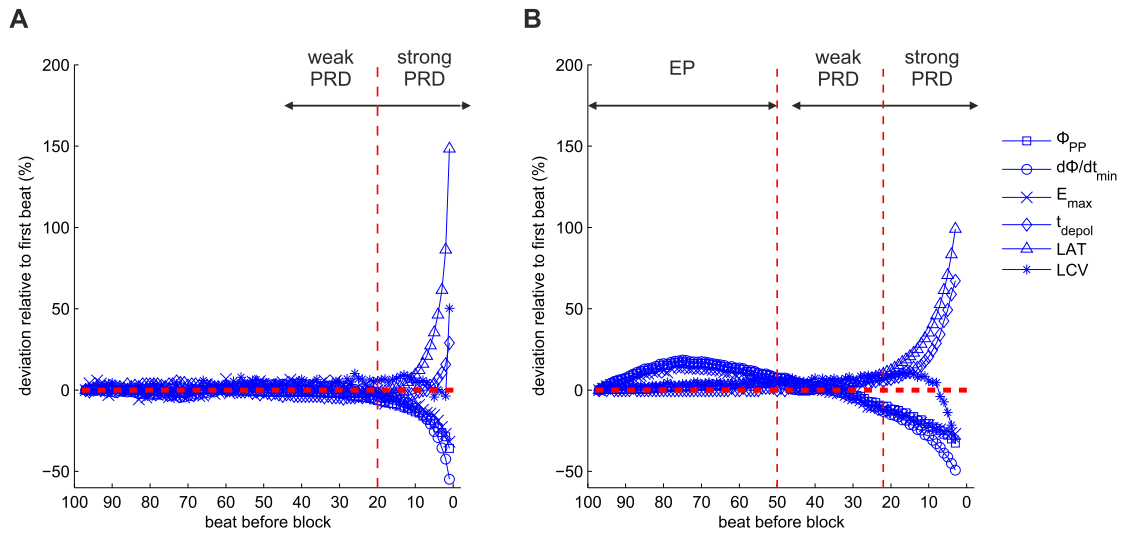 A
weak
PRD
strong
PRD
200
150
100
50
0
−50
deviation relative to first beat (%)
100 90 80 70 60 50 40 30 20 10 0
beat before block
B
EP
weak
PRD
strong
PRD
200
150
100
50
0
−50
deviation relative to first beat (%)
100 90 80 70 60 50 40 30 20 10 0
beat before block
Φ_PP
dΦ/dt_min
E_max
t_depol
LAT
LCV